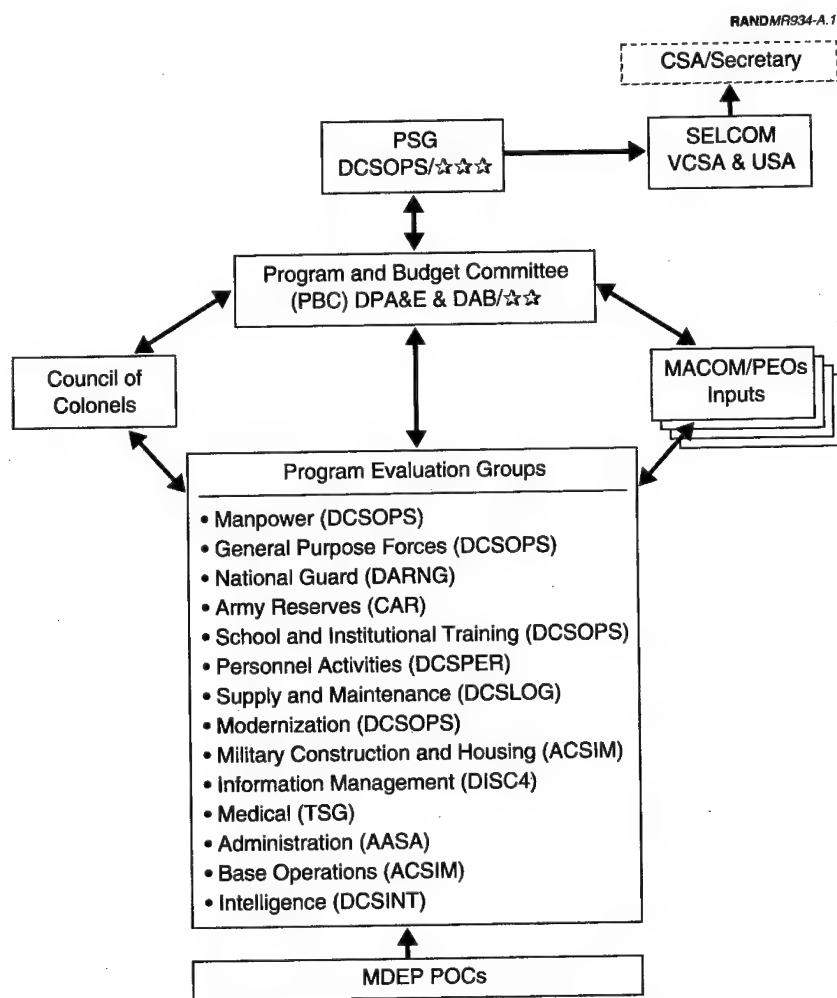 RANDMR934-A.1
CSA/Secretary
PSG
DCSOPS/☆☆☆
SELCOM
VCSA & USA
Program and Budget Committee
(PBC) DPA&E & DAB/☆☆
Council of
Colonels
MACOM/PEOs
Inputs
Program Evaluation Groups
• Manpower (DCSOPS)
• General Purpose Forces (DCSOPS)
• National Guard (DARNG)
• Army Reserves (CAR)
• School and Institutional Training (DCSOPS)
• Personnel Activities (DCSPER)
• Supply and Maintenance (DCSLOG)
• Modernization (DCSOPS)
• Military Construction and Housing (ACSIM)
• Information Management (DISC4)
• Medical (TSG)
• Administration (AASA)
• Base Operations (ACSIM)
• Intelligence (DCSINT)
MDEP POCs